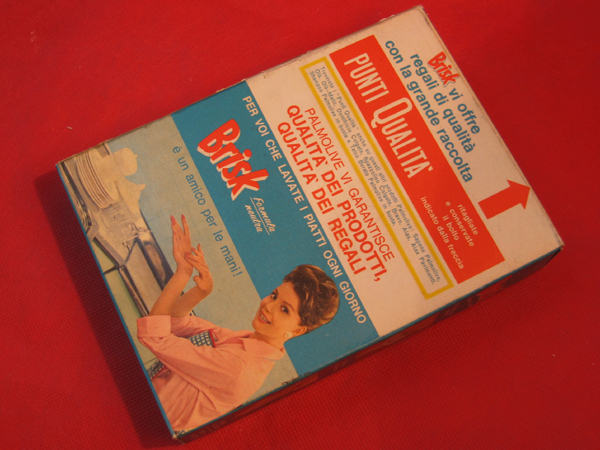 Brisk vi offre
regali di qualità
con la grande raccolta
PUNTI QUALITÀ
ritagliate
e conservate
il bollo
indicato dalla freccia
PALMOLIVE VI GARANTISCE
QUALITA' DEI PRODOTTI,
QUALITA' DEI REGALI
PER VOI CHE LAVATE I PIATTI OGNI GIORNO
Brisk formula
neutra
è un amico per le mani!